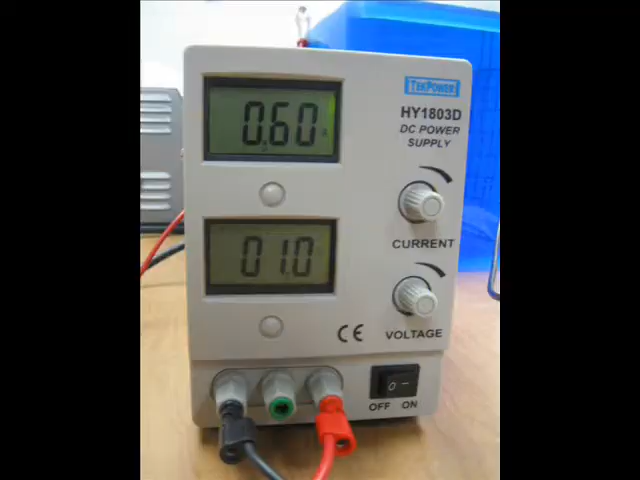 TEKPOWER
HY1803D
DC POWER
SUPPLY
0.60 A
CURRENT
01.0
CE
VOLTAGE
OFF ON